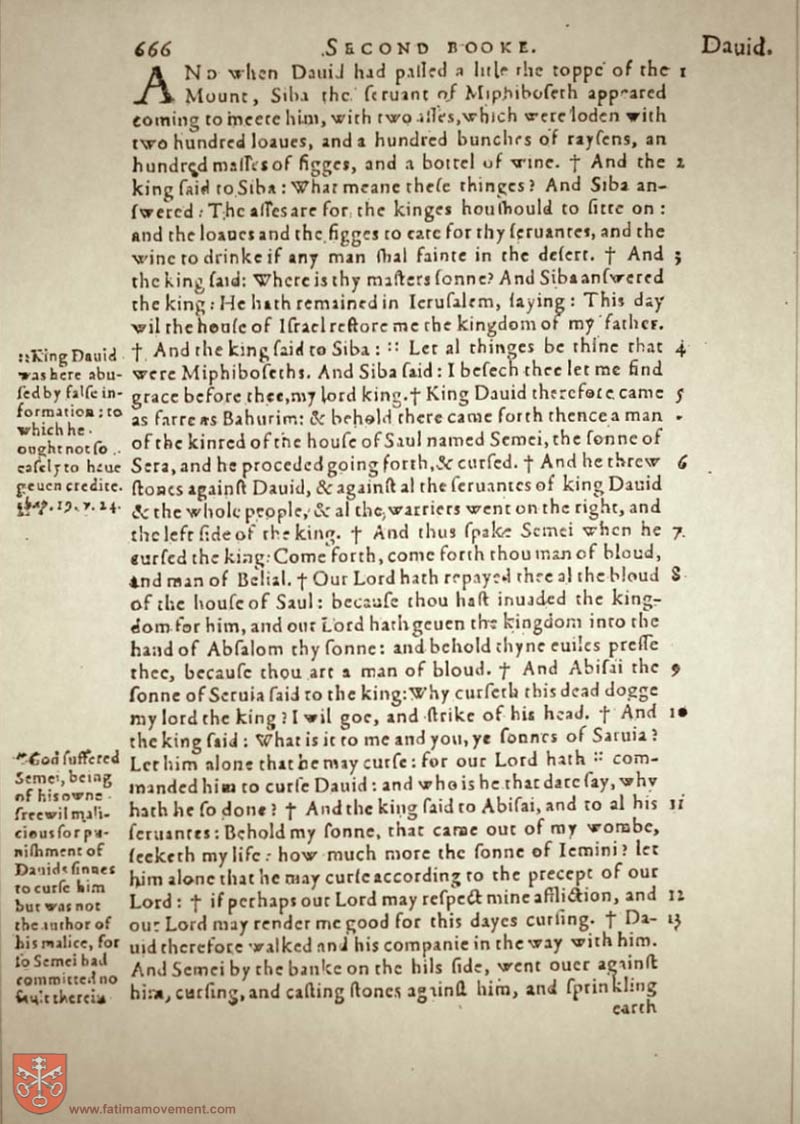 666 SECOND BOOKE. Dauid.
AND when Dauid had paſſed a litle the toppe of the 1
Mount, Siba the ſeruant of Miphiboſeth appeared
coming to meete him, with two aſſes, which were loden with
two hundred loaues, and a hundred bunches of rayſens, an
hundred maſſes of figges, and a bottel of wine. † And the 2
king ſaid to Siba: What meane theſe thinges? And Siba an-
ſwered: The aſſes are for the kinges houſhould to ſitte on:
and the loaues and the figges to eate for thy ſeruantes, and the
wine to drinke if any man ſhal fainte in the deſert. † And 3
the king ſaid: Where is thy maſters ſonne? And Siba anſwered
the king: He hath remained in Ieruſalem, ſaying: This day
wil the houſe of Iſrael reſtore me the kingdom of my father.
† And the king ſaid to Siba: :: Let al thinges be thine that 4
were Miphiboſeths. And Siba ſaid: I beſech thee let me find
grace before thee, my lord king. † King Dauid therefore came 5
as farre as Bahurim: & behold there came forth thence a man
of the kinred of the houſe of Saul named Semei, the ſonne of
Sera, and he proceded going forth, & curſed. † And he threw 6
ſtones againſt Dauid, & againſt al the ſeruantes of king Dauid
& the whole people, & al the warriers went on the right, and
the left ſide of the king. † And thus ſpake Semei when he 7.
curſed the king: Come forth, come forth thou man of bloud,
and man of Belial. † Our Lord hath repayed thee al the bloud 8
of the houſe of Saul: becauſe thou haſt inuaded the king-
dom for him, and our Lord hath geuen the kingdom into the
hand of Abſalom thy ſonne: and behold thyne euiles preſſe
thee, becauſe thou art a man of bloud. † And Abiſai the 9
ſonne of Seruia ſaid to the king: Why curſeth this dead dogge
my lord the king? I wil goe, and ſtrike of his head. † And 10
the king ſaid: What is it to me and you, ye ſonnes of Saruia?
Let him alone that he may curſe: for our Lord hath :: com-
manded him to curſe Dauid: and who is he that dare ſay, why
hath he ſo done? † And the king ſaid to Abiſai, and to al his 11
ſeruantes: Behold my ſonne, that came out of my wombe,
ſeeketh my life: how much more the ſonne of Iemini? let
him alone that he may curſe according to the precept of our
Lord: † if perhaps our Lord may reſpect mine affliction, and 12
our Lord may render me good for this dayes curſing. † Da- 13
uid therefore walked and his companie in the way with him.
And Semei by the banke on the hils ſide, went ouer againſt
him, curſing, and caſting ſtones againſt him, and ſprinkling
earth
::King Dauid
was here abu-
ſed by falſe in-
formation: to
which he
ought not ſo
eaſely to haue
geuen credite.
chap. 19. v. 24.
::God ſuffered
Semei, being
of his owne
freewil mali-
cious for pu-
niſhment of
Dauids ſinnes
to curſe him
but was not
the author of
his malice, for
ſo Semei had
committed no
fault therein
www.fatimamovement.com